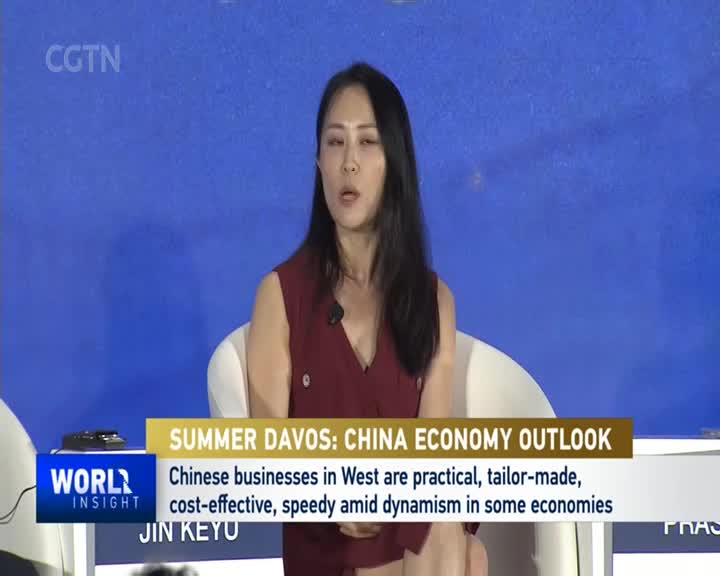 CGTN
SUMMER DAVOS: CHINA ECONOMY OUTLOOK
WORLD
INSIGHT
Chinese businesses in West are practical, tailor-made,
cost-effective, speedy amid dynamism in some economies
JIN KEYU
PRAS